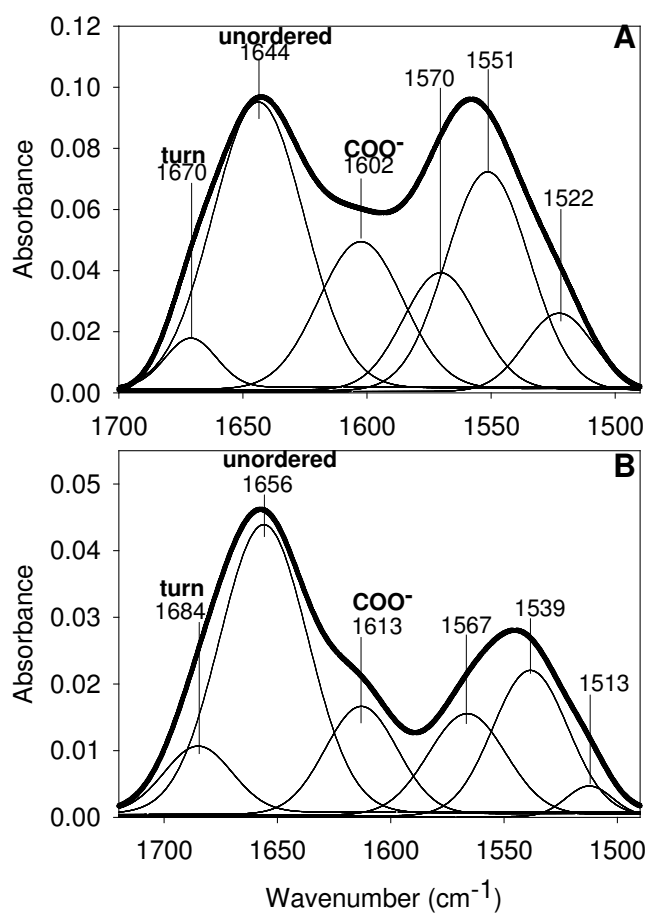 0.12
unordered
A
1644
1551
1570
0.10
turn
COO⁻
0.08
1670
1602
1522
Absorbance
0.06
0.04
0.02
0.00
1700 1650 1600 1550 1500
unordered
B
1656
0.05
turn
COO⁻
1684
1613
1567
1539
0.04
1513
Absorbance
0.03
0.02
0.01
0.00
1700 1650 1600 1550 1500
Wavenumber (cm⁻¹)